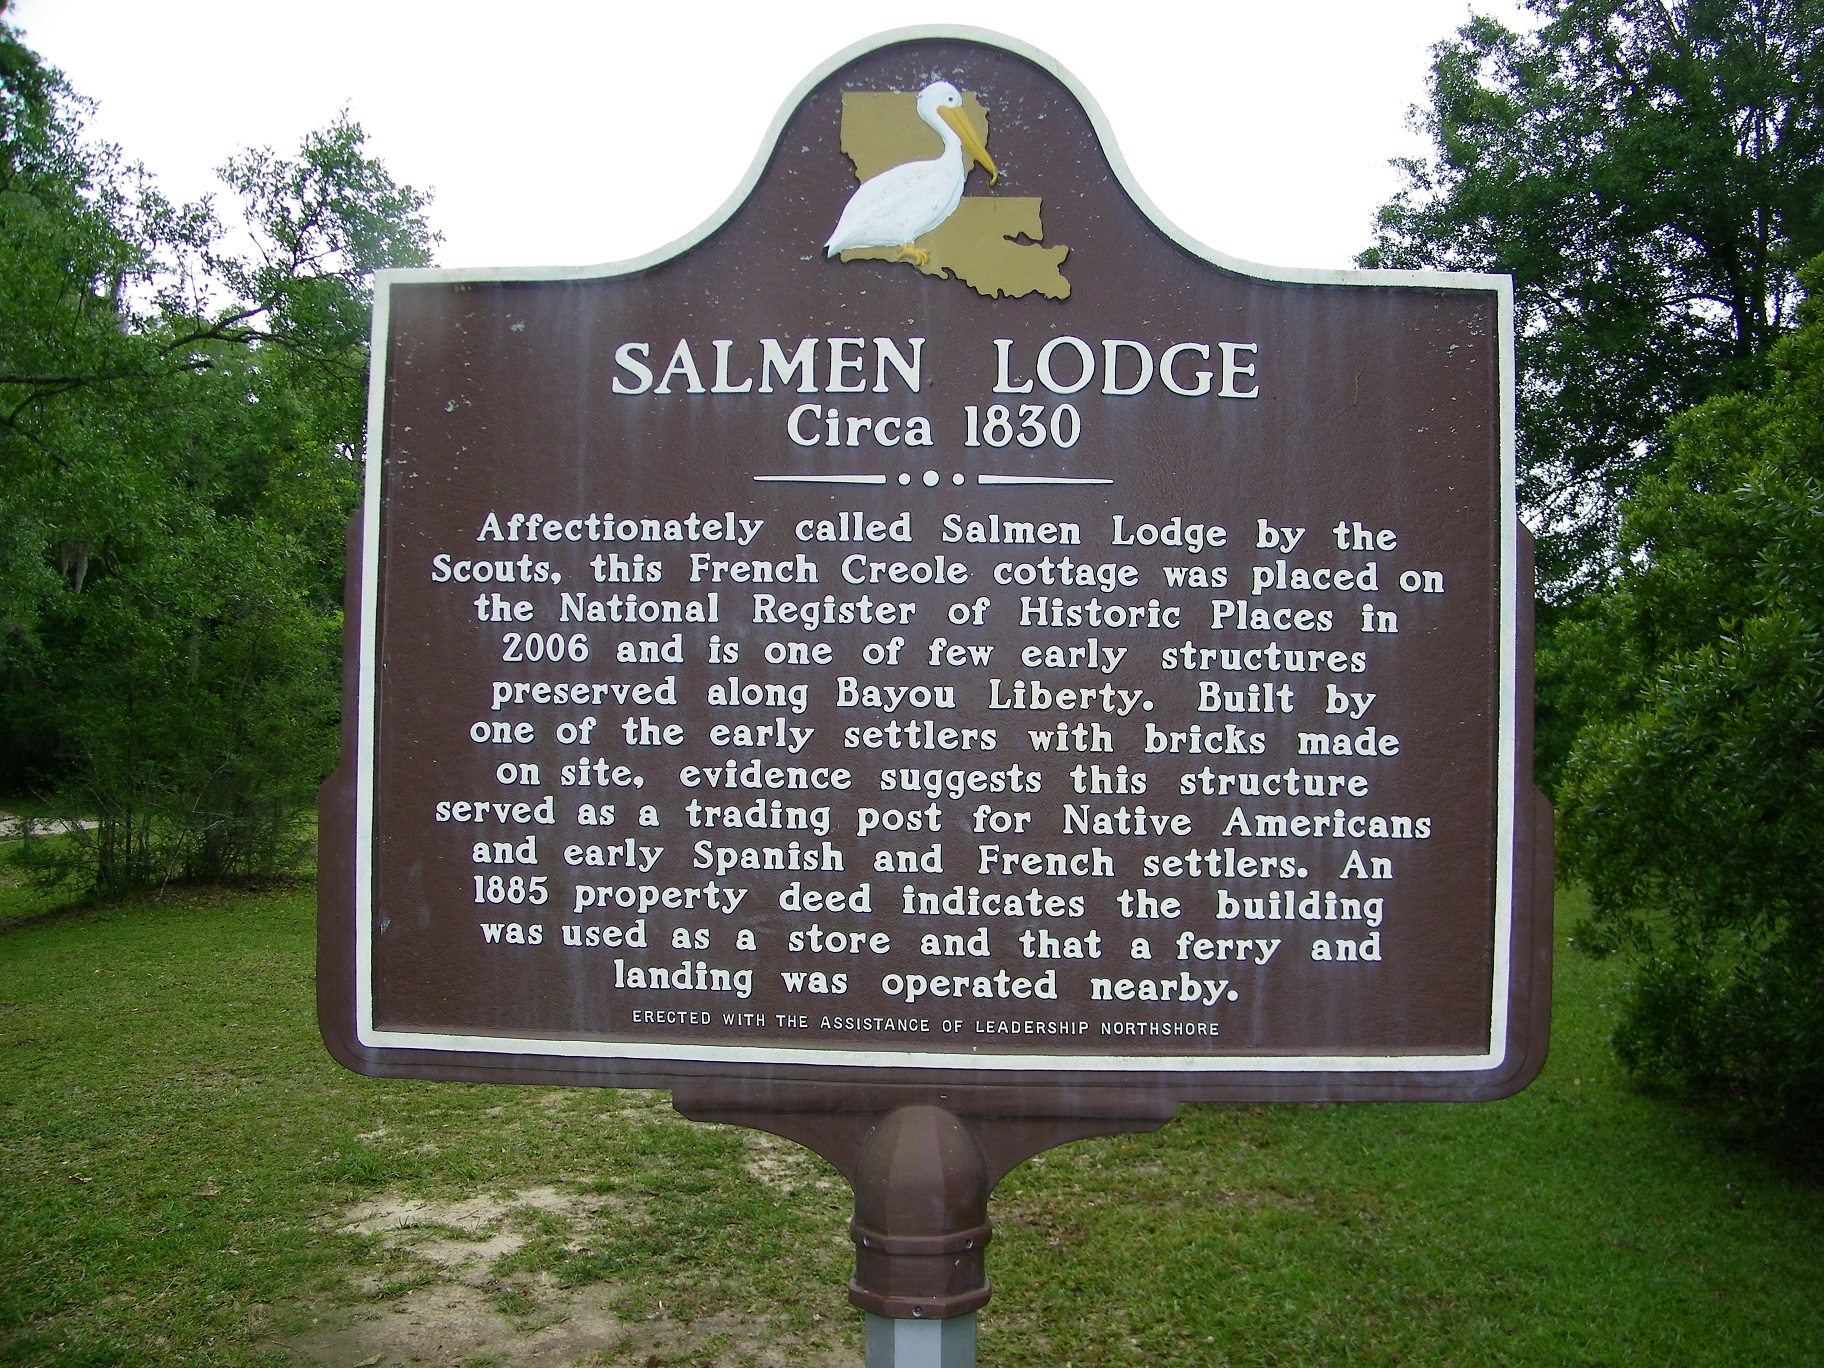 SALMEN LODGE
Circa 1830
Affectionately called Salmen Lodge by the
Scouts, this French Creole cottage was placed on
the National Register of Historic Places in
2006 and is one of few early structures
preserved along Bayou Liberty. Built by
one of the early settlers with bricks made
on site, evidence suggests this structure
served as a trading post for Native Americans
and early Spanish and French settlers. An
1885 property deed indicates the building
was used as a store and that a ferry and
landing was operated nearby.
ERECTED WITH THE ASSISTANCE OF LEADERSHIP NORTHSHORE